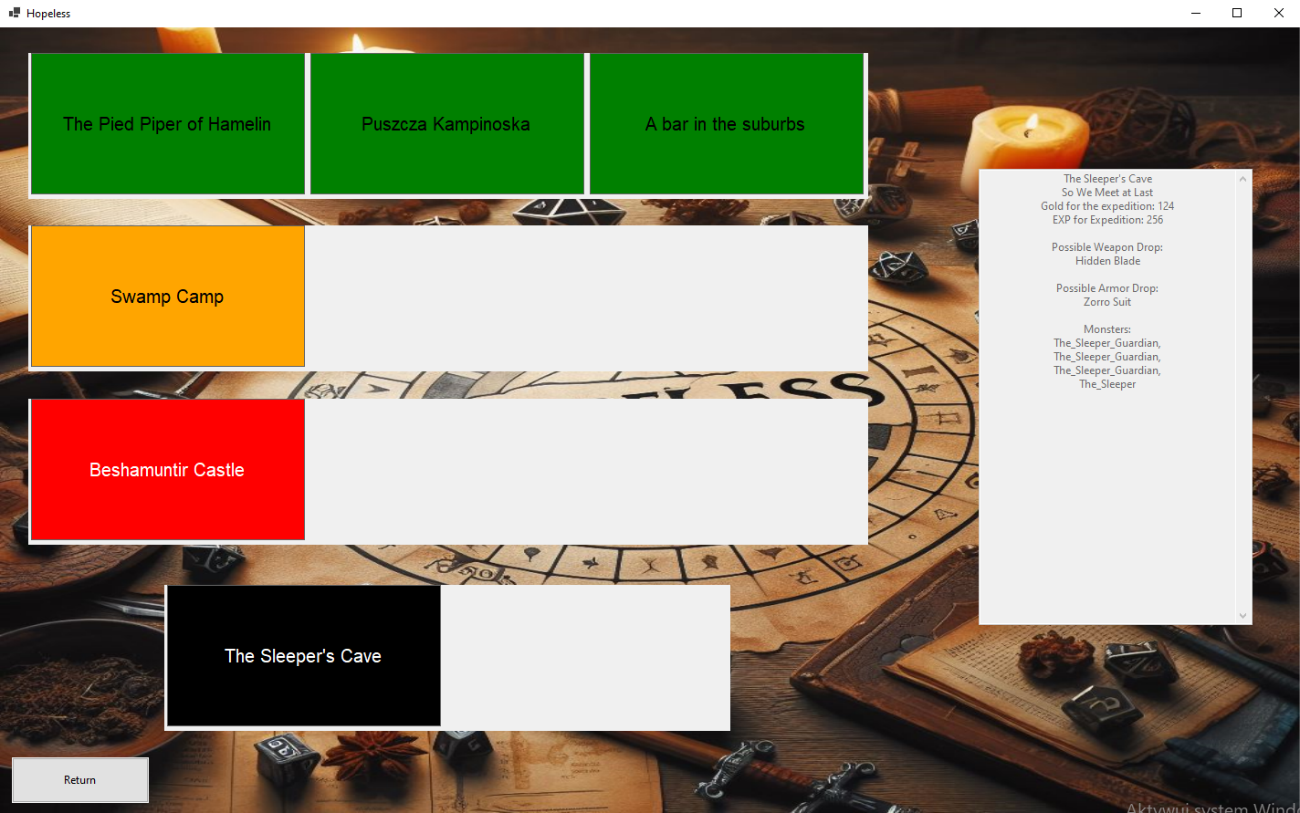 Hopeless
The Pied Piper of Hamelin
Puszcza Kampinoska
A bar in the suburbs
Swamp Camp
Beshamuntir Castle
The Sleeper's Cave
Return
The Sleeper's Cave
So We Meet at Last
Gold for the expedition: 124
EXP for Expedition: 256
Possible Weapon Drop:
Hidden Blade
Possible Armor Drop:
Zorro Suit
Monsters:
The_Sleeper_Guardian,
The_Sleeper_Guardian,
The_Sleeper_Guardian,
The_Sleeper
Aktywuj system